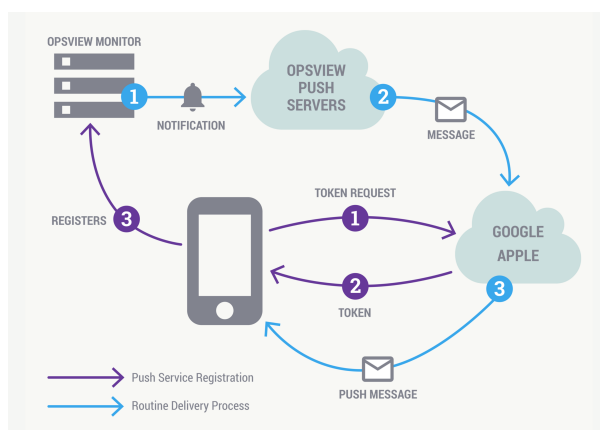 OPSVIEW MONITOR
1
NOTIFICATION
OPSVIEW
PUSH
SERVERS
2
MESSAGE
REGISTERS
3
TOKEN REQUEST
1
GOOGLE
APPLE
2
TOKEN
3
PUSH MESSAGE
Push Service Registration
Routine Delivery Process